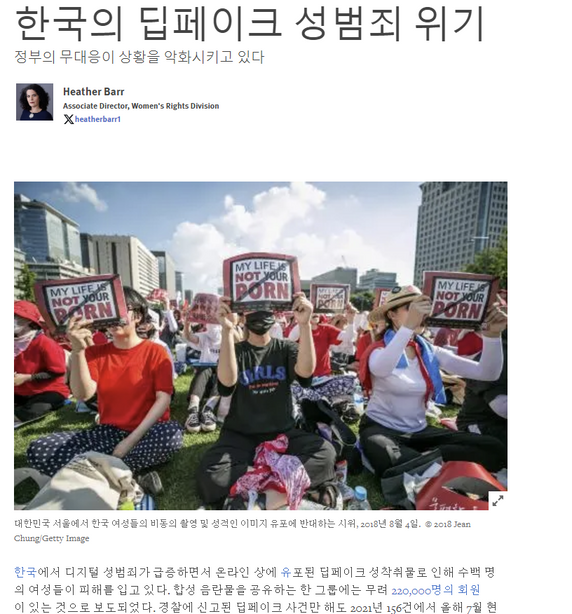 한국의 딥페이크 성범죄 위기
정부의 무대응이 상황을 악화시키고 있다
Heather Barr
Associate Director, Women's Rights Division
heatherbarr1
MY LIFE IS
NOT YOUR
PORN
MY LIFE IS
NOT YOUR
PORN
MY LIFE IS
NOT YOUR
PORN
MY LIFE IS
NOT YOUR
PORN
GIRLS
대한민국 서울에서 한국 여성들의 비동의 촬영 및 성적인 이미지 유포에 반대하는 시위, 2018년 8월 4일. © 2018 Jean
Chung/Getty Image
한국에서 디지털 성범죄가 급증하면서 온라인 상에 유포된 딥페이크 성착취물로 인해 수백 명
의 여성들이 피해를 입고 있다. 합성 음란물을 공유하는 한 그룹에는 무려 220,000명의 회원
이 있는 것으로 보도되었다. 경찰에 신고된 딥페이크 사건만 해도 2021년 156건에서 올해 7월 현